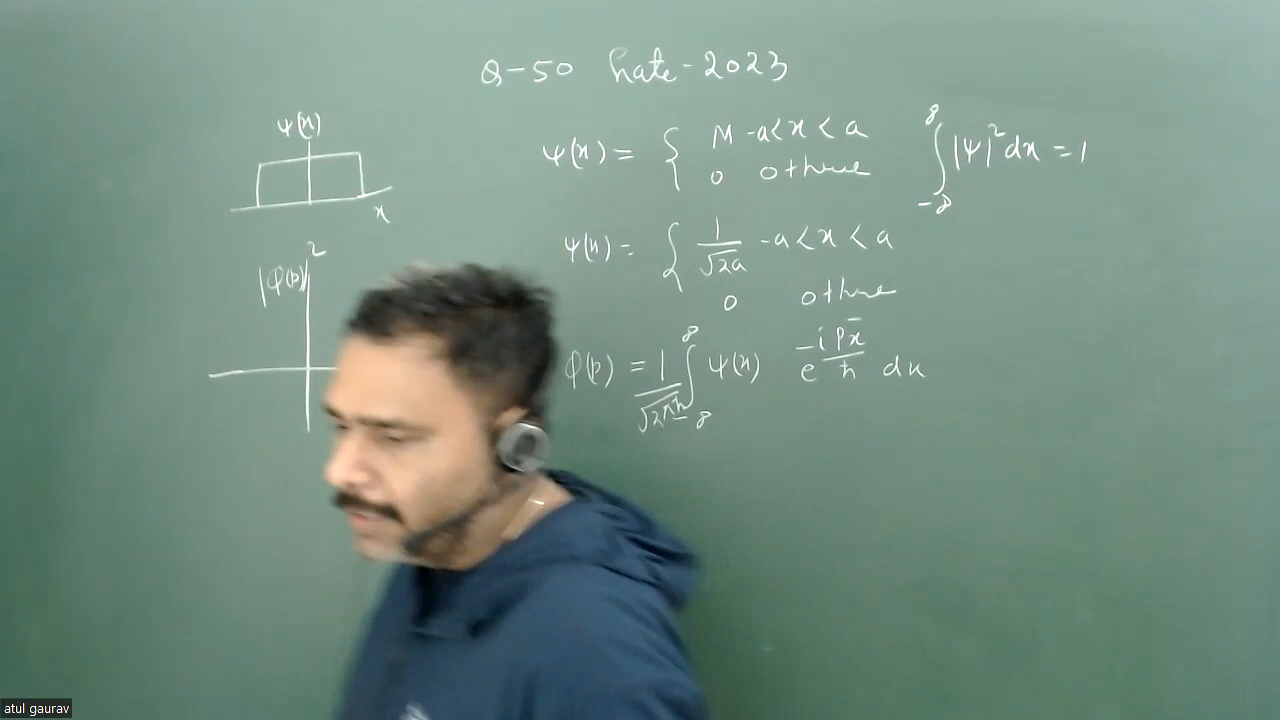 Q-50 Gate-2023
ψ(x)
x
|φ(p)|²
ψ(x) = { M -a<x<a
0 otherwise
∫_{-∞}^{∞} |ψ|² dx = 1
ψ(x) = { 1/√2a -a<x<a
0 otherwise
φ(p) = 1/√2πħ ∫_{-∞}^{∞} ψ(x) e^{-ipx/ħ} dx
atul gaurav